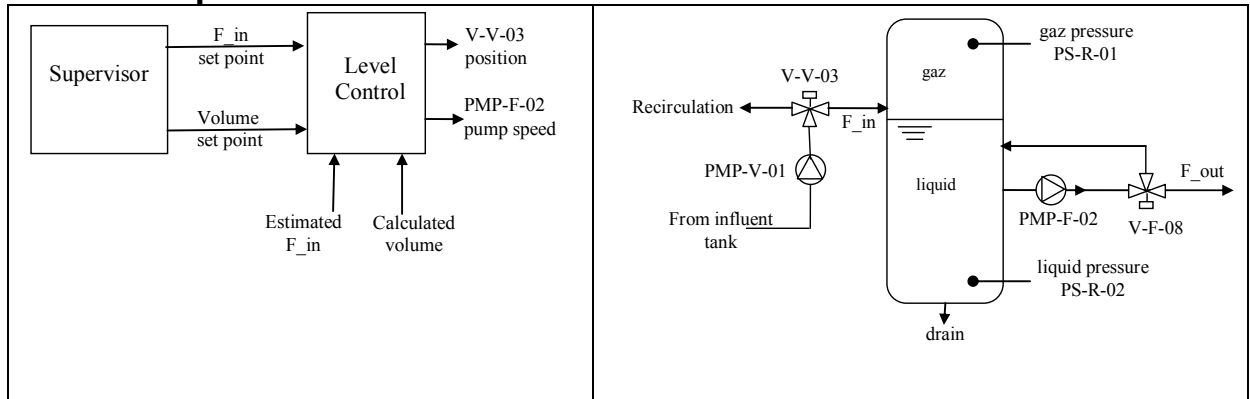 Supervisor
F_in
set point
Volume
set point
Level
Control
V-V-03
position
PMP-F-02
pump speed
Estimated
F_in
Calculated
volume
gaz pressure
PS-R-01
gaz
V-V-03
Recirculation
F_in
PMP-V-01
liquid
F_out
From influent
tank
PMP-F-02
V-F-08
liquid pressure
PS-R-02
drain